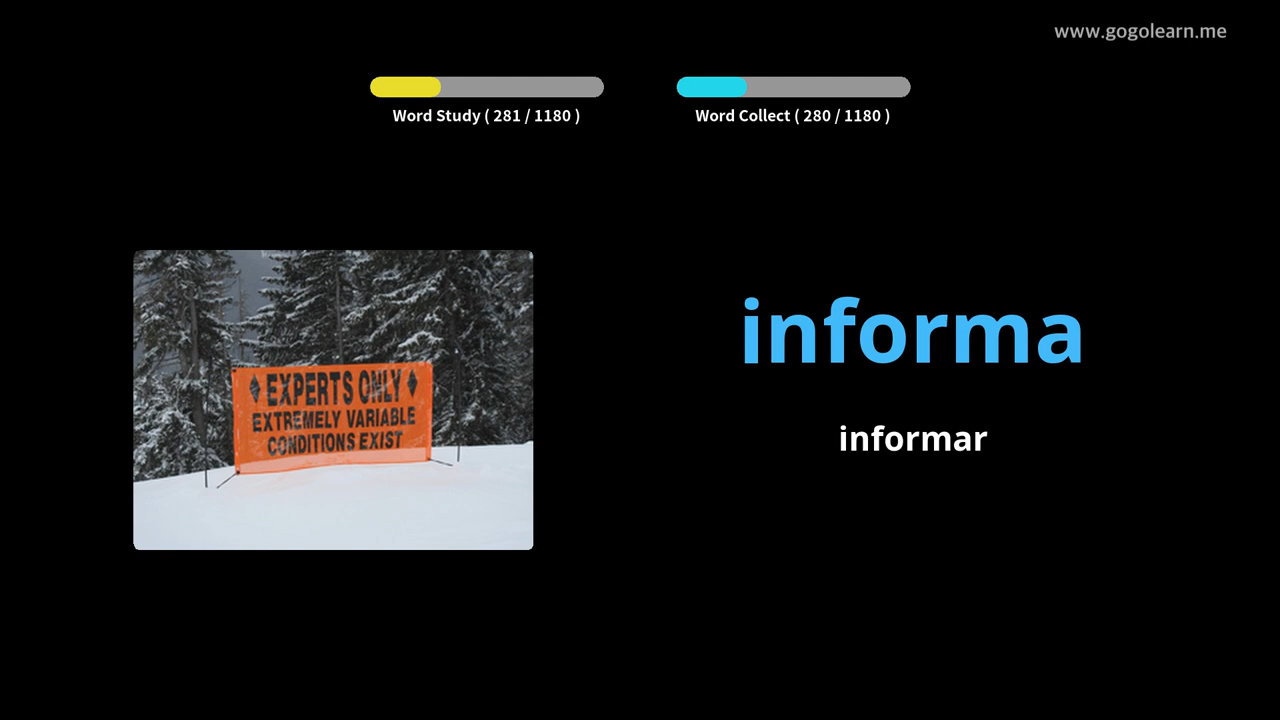 www.gogolearn.me
Word Study ( 281 / 1180 )
Word Collect ( 280 / 1180 )
EXPERTS ONLY
EXTREMELY VARIABLE
CONDITIONS EXIST
informa
informar